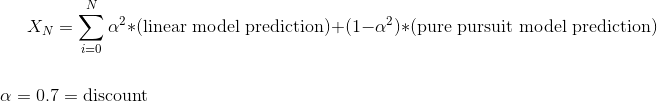 X_N = \sum_{i=0}^{N} \alpha^2 * (linear model prediction) + (1-\alpha^2) * (pure pursuit model prediction)
\alpha = 0.7 = discount